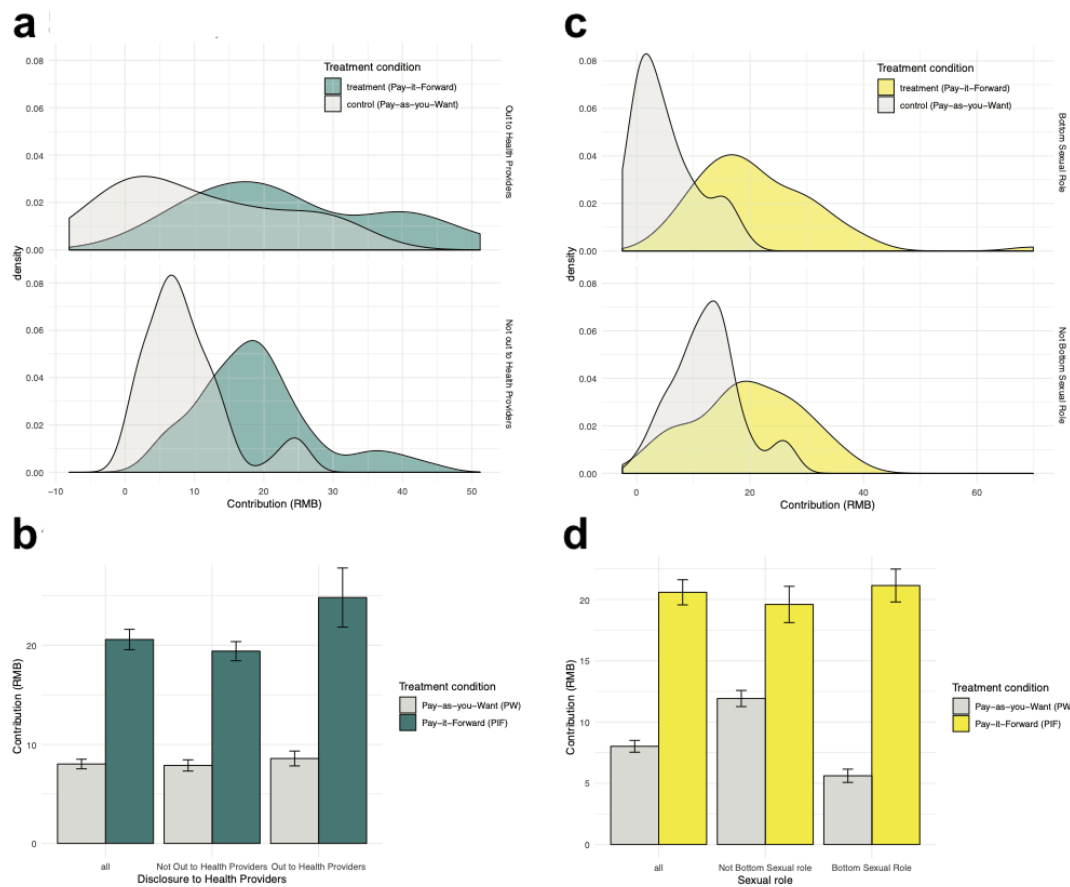 a
Treatment condition
treatment (Pay-it-Forward)
control (Pay-as-you-Want)
0.08
0.06
0.04
0.02
0.00
Out to Health Providers
density
0.08
0.06
0.04
0.02
0.00
Not out to Health Providers
-10
0
10
20
30
40
50
Contribution (RMB)
c
Treatment condition
treatment (Pay-it-Forward)
control (Pay-as-you-Want)
0.08
0.06
0.04
0.02
0.00
Bottom Sexual Role
density
0.08
0.06
0.04
0.02
0.00
Not Bottom Sexual Role
0
20
40
60
Contribution (RMB)
b
Contribution (RMB)
20
10
0
all
Not Out to Health Providers
Out to Health Providers
Disclosure to Health Providers
Treatment condition
Pay-as-you-Want (PW)
Pay-it-Forward (PIF)
d
Contribution (RMB)
20
15
10
5
0
all
Not Bottom Sexual role
Bottom Sexual Role
Sexual role
Treatment condition
Pay-as-you-Want (PW
Pay-it-Forward (PIF)